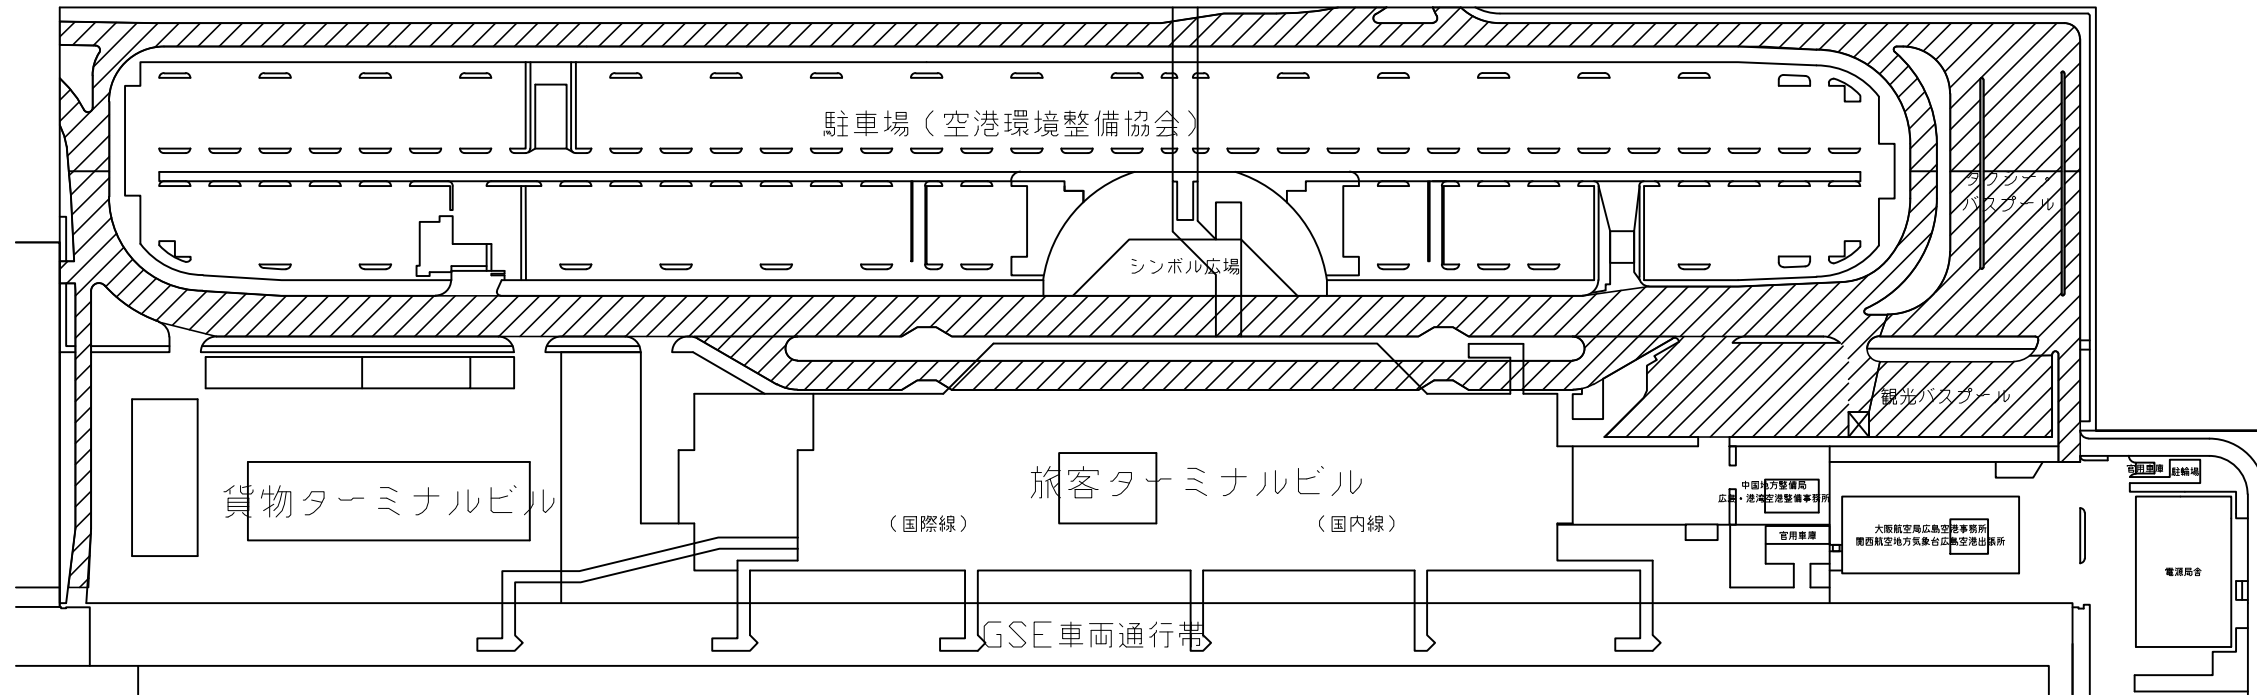 駐車場（空港環境整備協会）
タクシー・
バスプール
シンボル広場
観光バスプール
貨物ターミナルビル
旅客ターミナルビル
（国際線）
（国内線）
中国地方整備局
広島・港湾空港整備事務所
官用車庫
大阪航空局広島空港事務所
関西航空地方気象台広島空港出張所
官用車庫
駐輪場
電源局舎
GSE車両通行帯